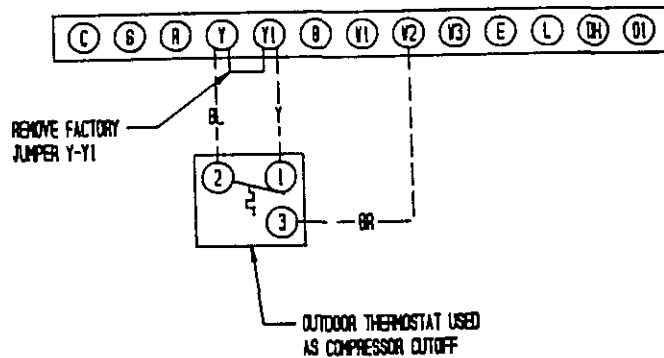 C G R Y Y1 B W1 W2 W3 E L DH O1
REMOVE FACTORY
JUMPER Y-Y1
BL Y
2 1
3 BR
OUTDOOR THERMOSTAT USED
AS COMPRESSOR CUTOFF